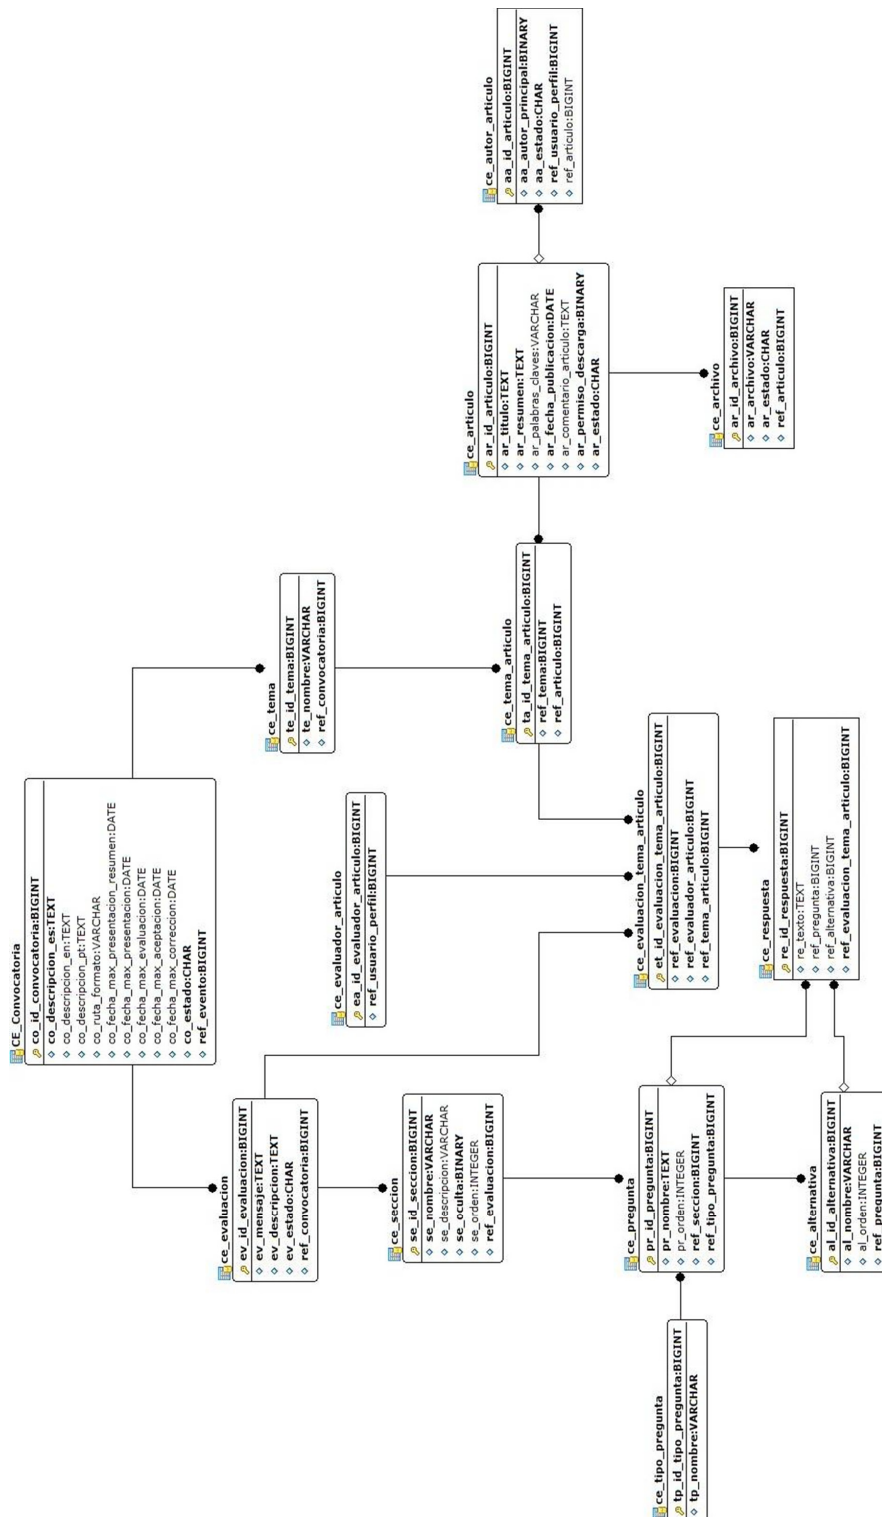 ce_tipo_pregunta
tp_id_tipo_pregunta:BIGINT
tp_nombre:VARCHAR
CE_Convocatoria
co_id_convocatoria:BIGINT
co_descripcion_es:TEXT
co_descripcion_en:TEXT
co_descripcion_pt:TEXT
co_ruta_formato:VARCHAR
co_fecha_max_presentacion_resumen:DATE
co_fecha_max_presentacion:DATE
co_fecha_max_evaluacion:DATE
co_fecha_max_aceptacion:DATE
co_fecha_max_correccion:DATE
co_estado:CHAR
ref_evento:BIGINT
ce_evaluacion
ev_id_evaluacion:BIGINT
ev_mensaje:TEXT
ev_descripcion:TEXT
ev_estado:CHAR
ref_convocatoria:BIGINT
ce_seccion
se_id_seccion:BIGINT
se_nombre:VARCHAR
se_descripcion:VARCHAR
se_oculta:BINARY
se_orden:INTEGER
ref_evaluacion:BIGINT
ce_pregunta
pr_id_pregunta:BIGINT
pr_nombre:TEXT
pr_orden:INTEGER
ref_seccion:BIGINT
ref_tipo_pregunta:BIGINT
ce_alternativa
al_id_alternativa:BIGINT
al_nombre:VARCHAR
al_orden:INTEGER
ref_pregunta:BIGINT
ce_evaluador_articulo
ea_id_evaluador_articulo:BIGINT
ref_usuario_perfil:BIGINT
ce_evaluacion_tema_articulo
et_id_evaluacion_tema_articulo:BIGINT
ref_evaluacion:BIGINT
ref_evaluador_articulo:BIGINT
ref_tema_articulo:BIGINT
ce_respuesta
re_id_respuesta:BIGINT
re_texto:TEXT
ref_pregunta:BIGINT
ref_alternativa:BIGINT
ref_evaluacion_tema_articulo:BIGINT
ce_tema
te_id_tema:BIGINT
te_nombre:VARCHAR
ref_convocatoria:BIGINT
ce_tema_articulo
ta_id_tema_articulo:BIGINT
ref_tema:BIGINT
ref_articulo:BIGINT
ce_articulo
ar_id_articulo:BIGINT
ar_titulo:TEXT
ar_resumen:TEXT
ar_palabras_claves:VARCHAR
ar_fecha_publicacion:DATE
ar_comentario_articulo:TEXT
ar_permiso_descarga:BINARY
ar_estado:CHAR
ce_archivo
ar_id_archivo:BIGINT
ar_archivo:VARCHAR
ar_estado:CHAR
ref_articulo:BIGINT
ce_autor_articulo
aa_id_articulo:BIGINT
aa_autor_principal:BINARY
aa_estado:CHAR
ref_usuario_perfil:BIGINT
ref_articulo:BIGINT